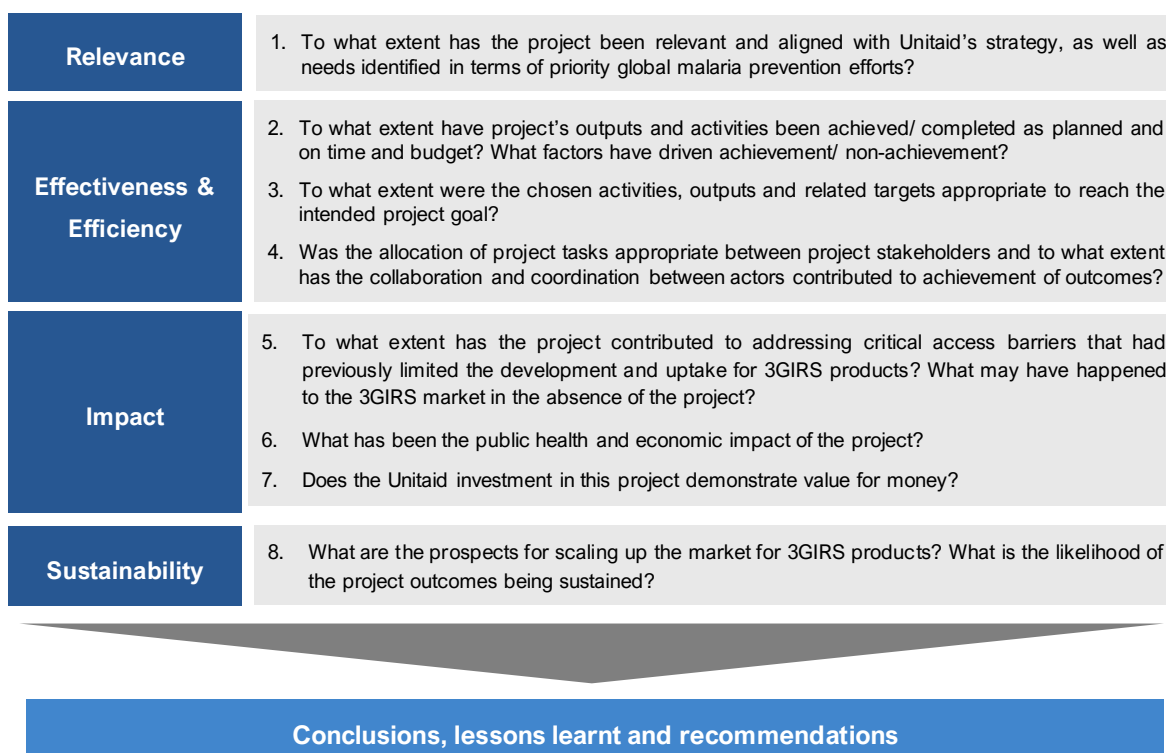 Relevance
1. To what extent has the project been relevant and aligned with Unitaid's strategy, as well as
needs identified in terms of priority global malaria prevention efforts?
Effectiveness &
Efficiency
2. To what extent have project's outputs and activities been achieved/ completed as planned and
on time and budget? What factors have driven achievement/ non-achievement?
3. To what extent were the chosen activities, outputs and related targets appropriate to reach the
intended project goal?
4. Was the allocation of project tasks appropriate between project stakeholders and to what extent
has the collaboration and coordination between actors contributed to achievement of outcomes?
Impact
5. To what extent has the project contributed to addressing critical access barriers that had
previously limited the development and uptake for 3GIRS products? What may have happened
to the 3GIRS market in the absence of the project?
6. What has been the public health and economic impact of the project?
7. Does the Unitaid investment in this project demonstrate value for money?
Sustainability
8. What are the prospects for scaling up the market for 3GIRS products? What is the likelihood of
the project outcomes being sustained?
Conclusions, lessons learnt and recommendations